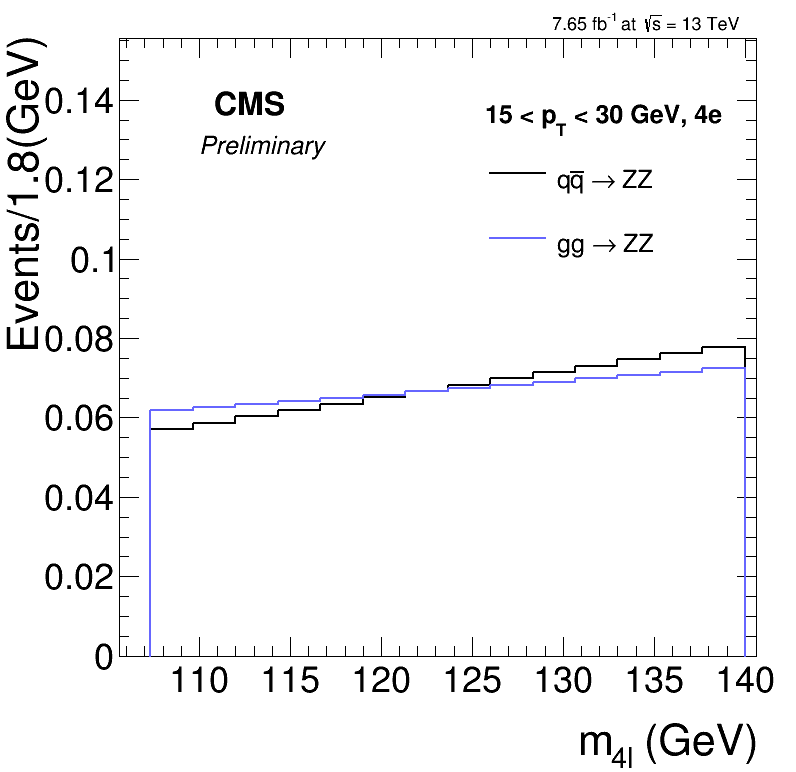 7.65 fb⁻¹ at √s = 13 TeV
Events/1.8(GeV)
CMS
Preliminary
15 < p_T < 30 GeV, 4e
qq̅ → ZZ
gg → ZZ
0.14
0.12
0.1
0.08
0.06
0.04
0.02
0
110 115 120 125 130 135 140
m_4l (GeV)